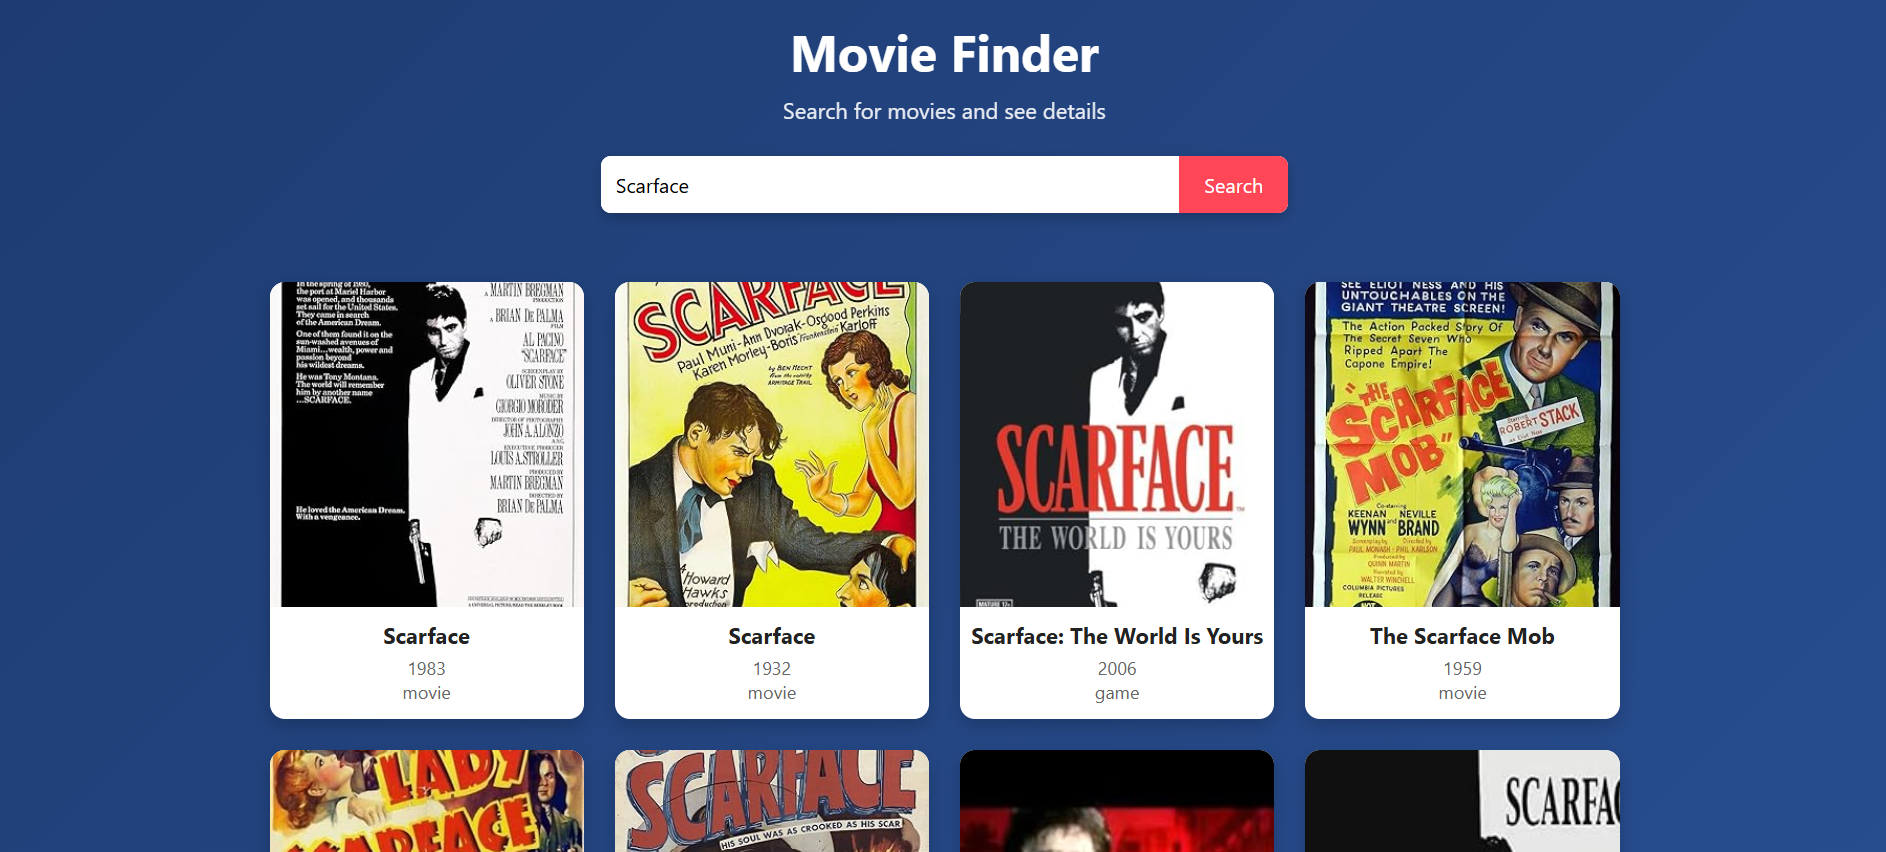 Movie Finder
Search for movies and see details
Scarface
Search
In the spring of 1980,
the port at Mariel Harbor
was opened, and thousands
set sail for the United States.
They came in search
of the American Dream.
One of them found it on the
sun-washed avenues of
Miami...wealth, power and
passion beyond
his wildest dreams.
He was Tony Montana.
The world will remember
him by another name
...SCARFACE.
He loved the American Dream.
With a vengeance.
A MARTIN BREGMAN
PRODUCTION
A BRIAN DE PALMA
FILM
AL PACINO
"SCARFACE"
SCREENPLAY BY
OLIVER STONE
MUSIC BY
GIORGIO MORODER
DIRECTOR OF PHOTOGRAPHY
JOHN A. ALONZO
A.S.C.
EXECUTIVE PRODUCER
LOUIS A. STROLLER
PRODUCED BY
MARTIN BREGMAN
DIRECTED BY
BRIAN DE PALMA
Scarface
1983
movie
SCARFACE
Paul Muni-Ann Dvorak-Osgood Perkins
Karen Morley-Boris "Frankenstein" Karloff
by BEN HECHT
From the novel by
ARMITAGE TRAIL
A Howard
Hawks
production
Scarface
1932
movie
SCARFACE™
THE WORLD IS YOURS
MATURE 17+
Scarface: The World Is Yours
2006
game
SEE ELIOT NESS AND HIS
UNTOUCHABLES ON THE
GIANT THEATRE SCREEN!
The Action Packed Story Of
The Secret Seven Who
Ripped Apart The
Capone Empire!
"THE
SCARFACE
MOB"
Starring
ROBERT STACK
as Eliot Ness
Co-starring
KEENAN WYNN and NEVILLE BRAND
Screenplay by PAUL MONASH · Directed by PHIL KARLSON
Produced by
QUINN MARTIN
Narrated by
WALTER WINCHELL
COLUMBIA PICTURES
RELEASE
NOT
The Scarface Mob
1959
movie
LADY
SCARFACE
SCARFACE
HIS SOUL WAS AS CROOKED AS HIS SCAR
SCARFAC